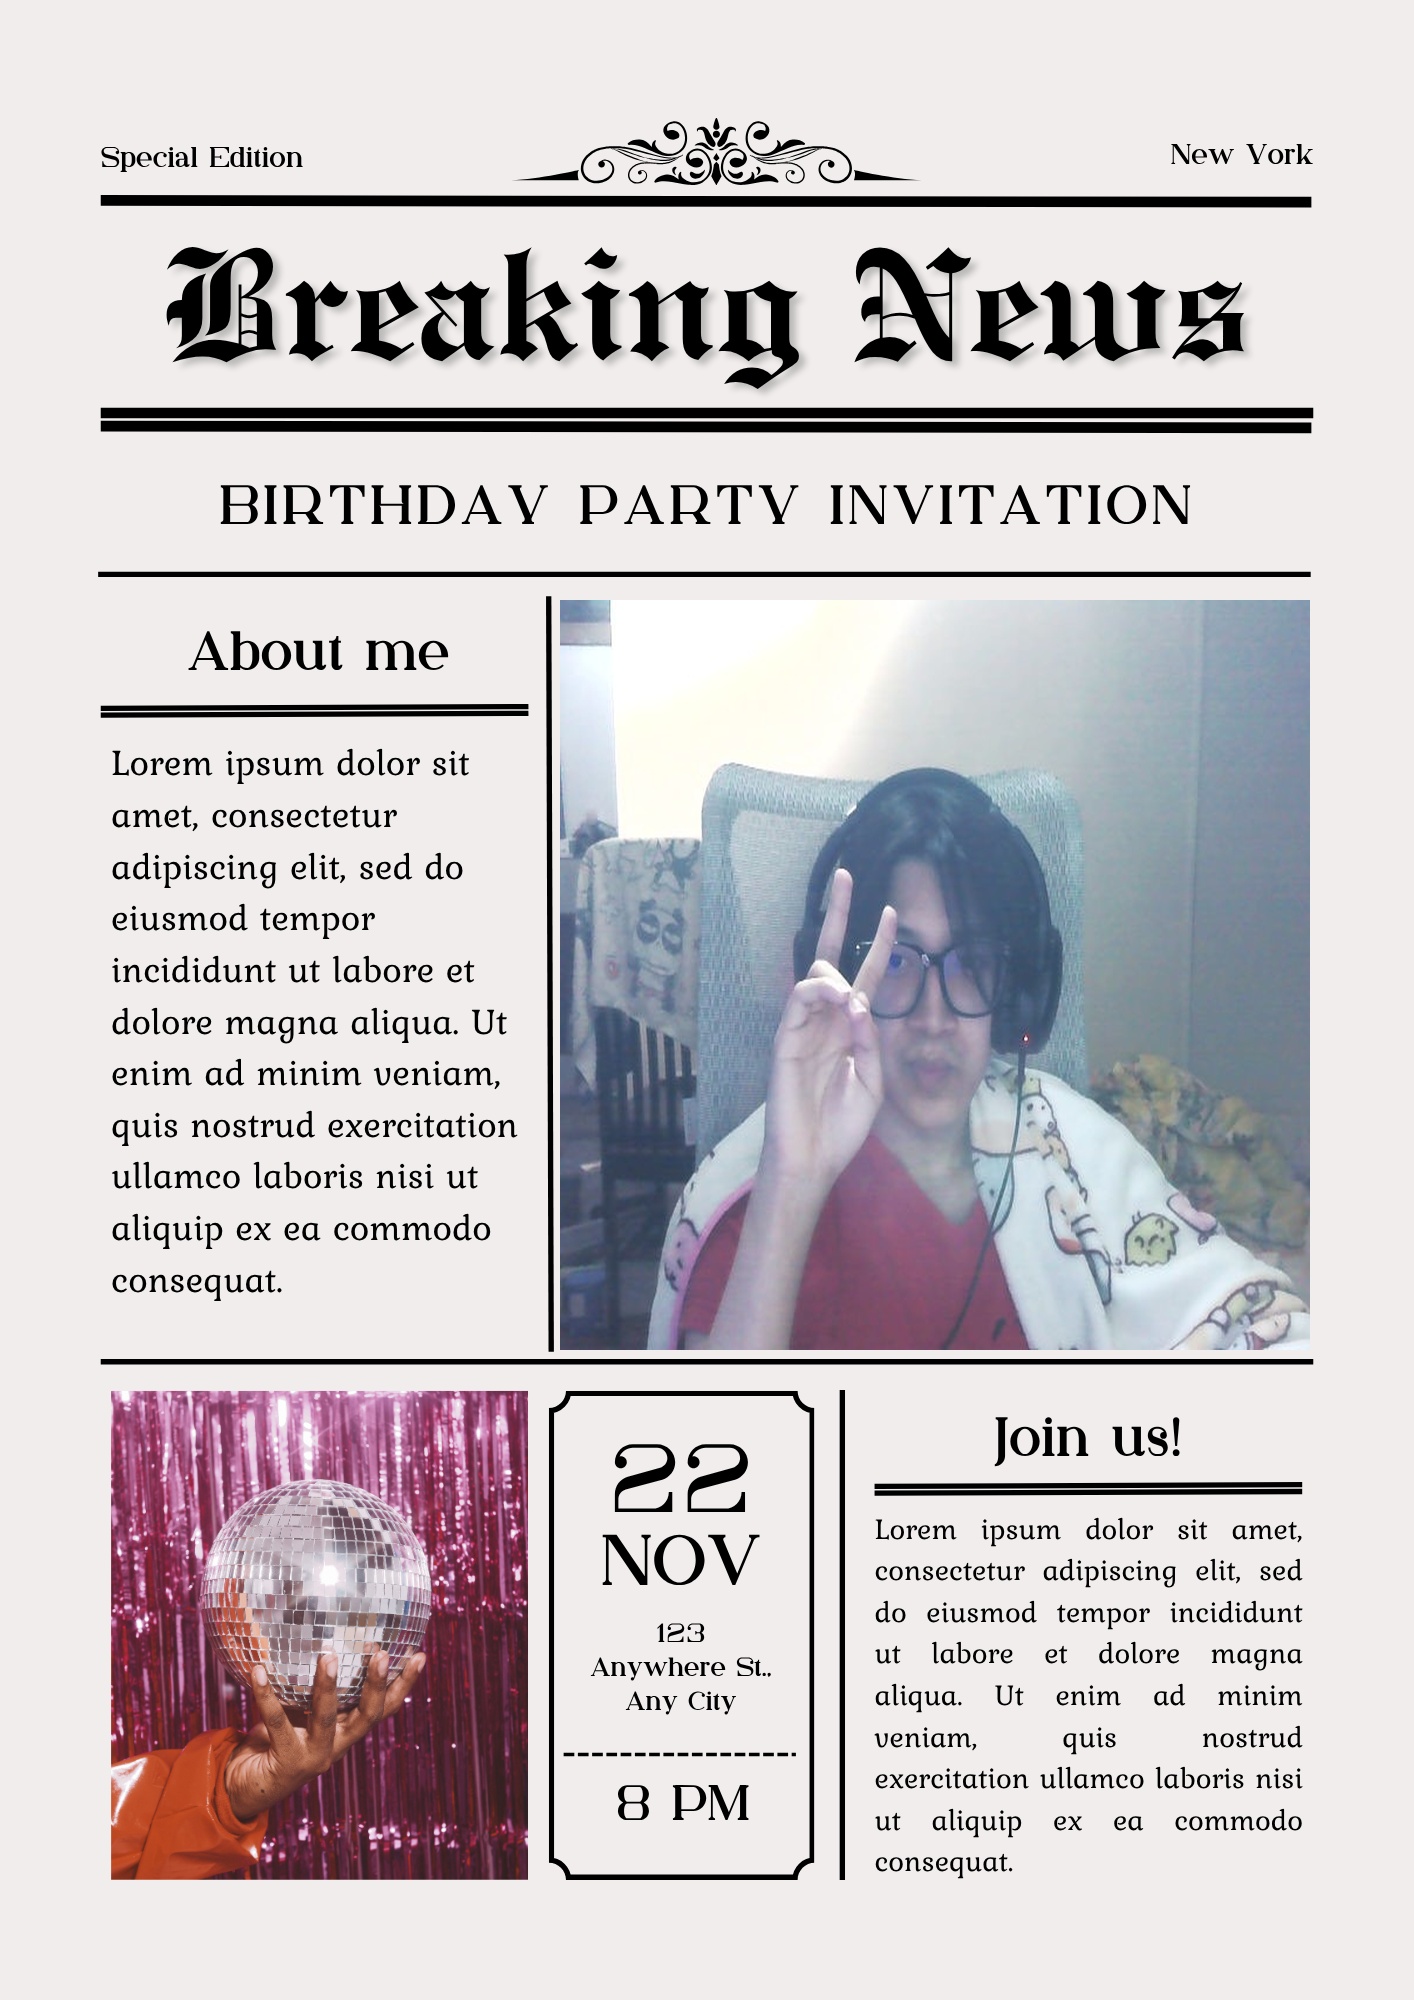 Special Edition
New York
Breaking News
BIRTHDAY PARTY INVITATION
About me
Lorem ipsum dolor sit
amet, consectetur
adipiscing elit, sed do
eiusmod tempor
incididunt ut labore et
dolore magna aliqua. Ut
enim ad minim veniam,
quis nostrud exercitation
ullamco laboris nisi ut
aliquip ex ea commodo
consequat.
22
NOV
123
Anywhere St..
Any City
8 PM
Join us!
Lorem ipsum dolor sit amet,
consectetur adipiscing elit, sed
do eiusmod tempor incididunt
ut labore et dolore magna
aliqua. Ut enim ad minim
veniam, quis nostrud
exercitation ullamco laboris nisi
ut aliquip ex ea commodo
consequat.